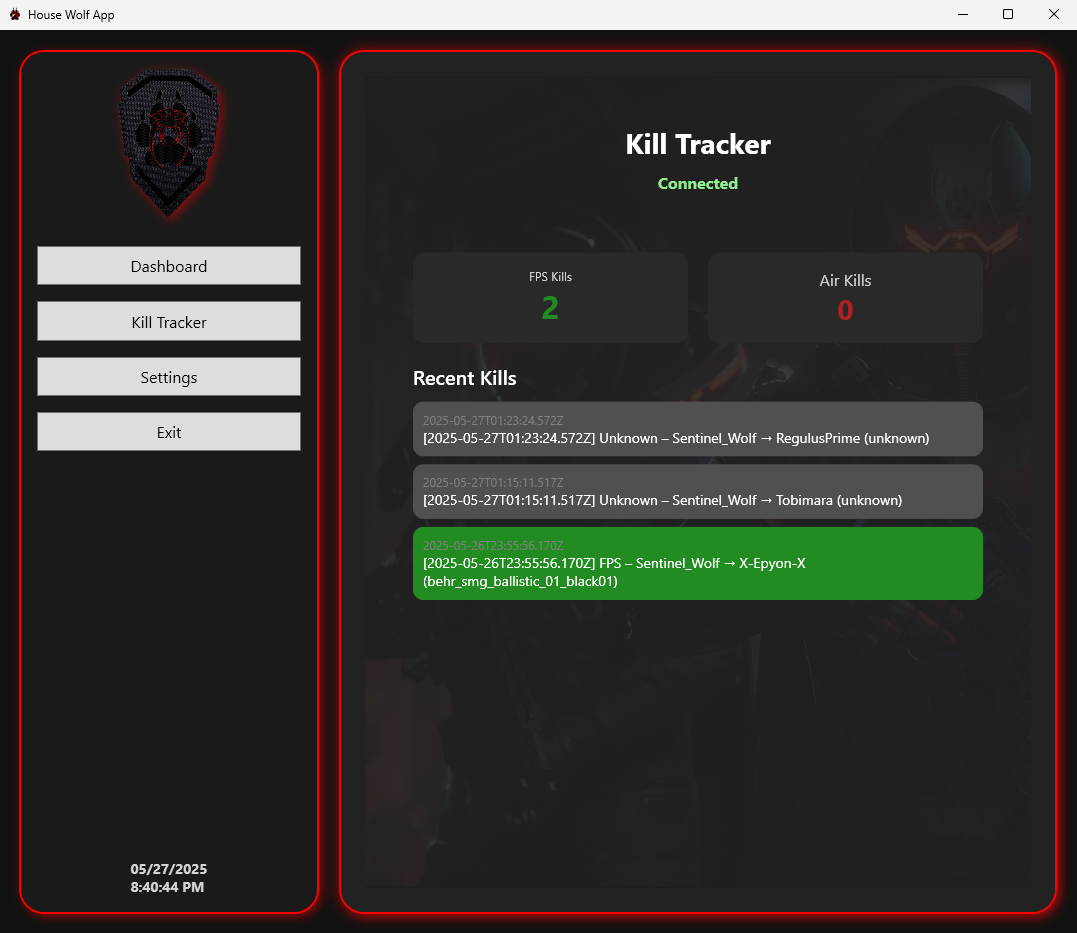 House Wolf App
Dashboard
Kill Tracker
Settings
Exit
05/27/2025
8:40:44 PM
Kill Tracker
Connected
FPS Kills
2
Air Kills
0
Recent Kills
2025-05-27T01:23:24.572Z
[2025-05-27T01:23:24.572Z] Unknown – Sentinel_Wolf → RegulusPrime (unknown)
2025-05-27T01:15:11.517Z
[2025-05-27T01:15:11.517Z] Unknown – Sentinel_Wolf → Tobimara (unknown)
2025-05-26T23:55:56.170Z
[2025-05-26T23:55:56.170Z] FPS – Sentinel_Wolf → X-Epyon-X
(behr_smg_ballistic_01_black01)